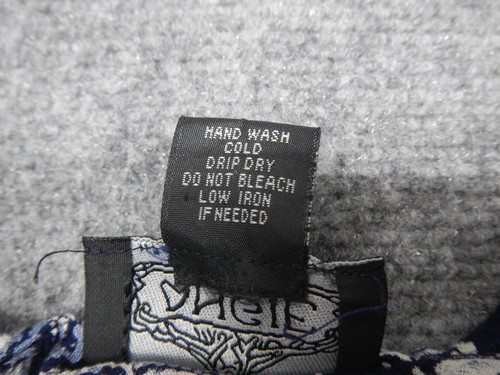 HAND WASH
COLD
DRIP DRY
DO NOT BLEACH
LOW IRON
IF NEEDED